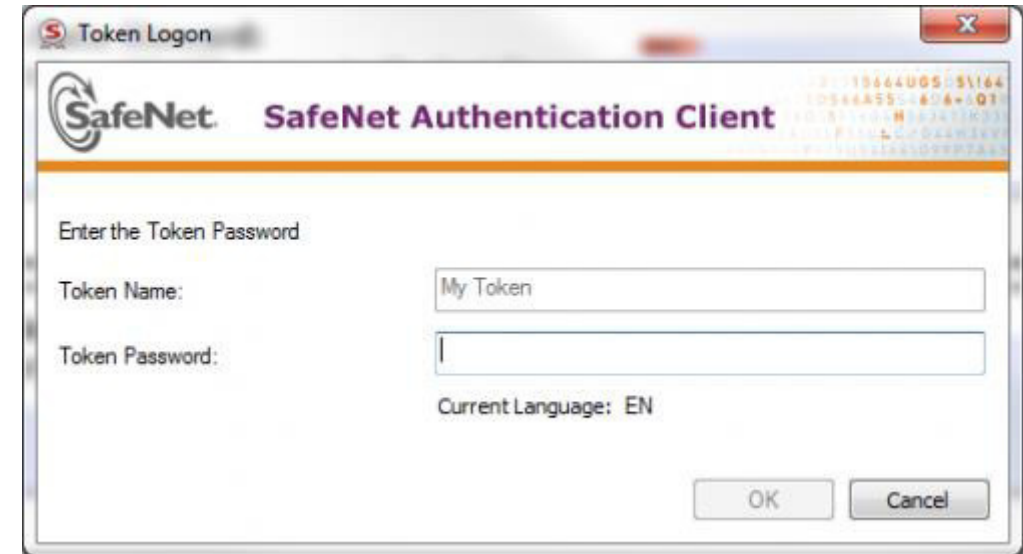 Token Logon
SafeNet. SafeNet Authentication Client
Enter the Token Password
Token Name: My Token
Token Password:
Current Language: EN
OK Cancel